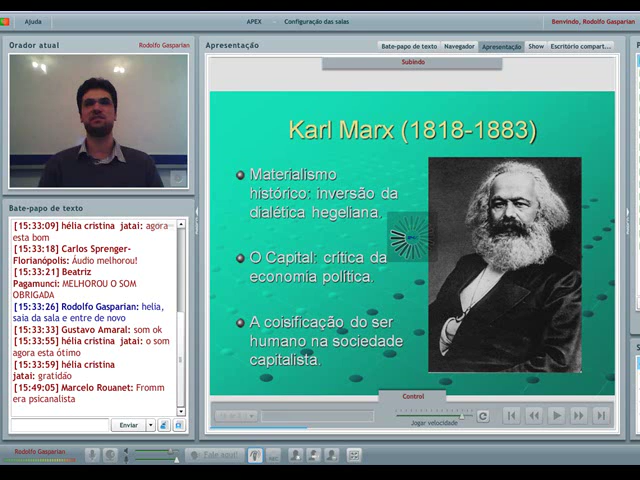 Ajuda
APEX
Configuração das salas
Benvindo, Rodolfo Gasparian
Orador atual
Rodolfo Gasparian
Apresentação
Bate-papo de texto
Navegador
Apresentação
Show
Escritório compart...
Subindo
Karl Marx (1818-1883)
Materialismo
histórico: inversão da
dialética hegeliana.
O Capital: crítica da
economia política.
A coisificação do ser
humano na sociedade
capitalista.
Bate-papo de texto
[15:33:09] hélia cristina jatai: agora
esta bom
[15:33:18] Carlos Sprenger-
Florianópolis: Áudio melhorou!
[15:33:21] Beatriz
Pagamunci: MELHOROU O SOM
OBRIGADA
[15:33:26] Rodolfo Gasparian: helia,
saia da sala e entre de novo
[15:33:33] Gustavo Amaral: som ok
[15:33:55] hélia cristina jatai: o som
agora esta ótimo
[15:33:59] hélia cristina
jatai: gratidáo
[15:49:05] Marcelo Rouanet: Fromm
era psicanalista
Enviar
Control
Jogar velocidade
Rodolfo Gasparian
Fale aqui!